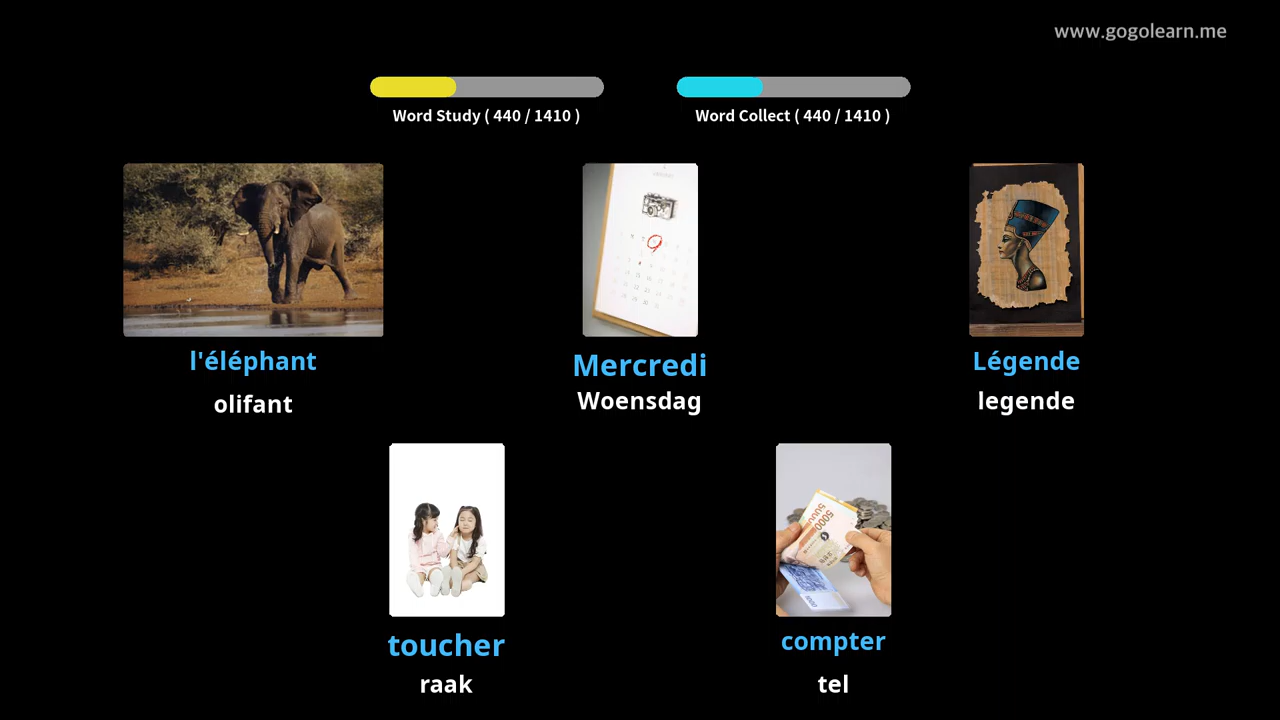 www.gogolearn.me
Word Study ( 440 / 1410 )
Word Collect ( 440 / 1410 )
l'éléphant
olifant
Mercredi
Woensdag
Légende
legende
toucher
raak
compter
tel